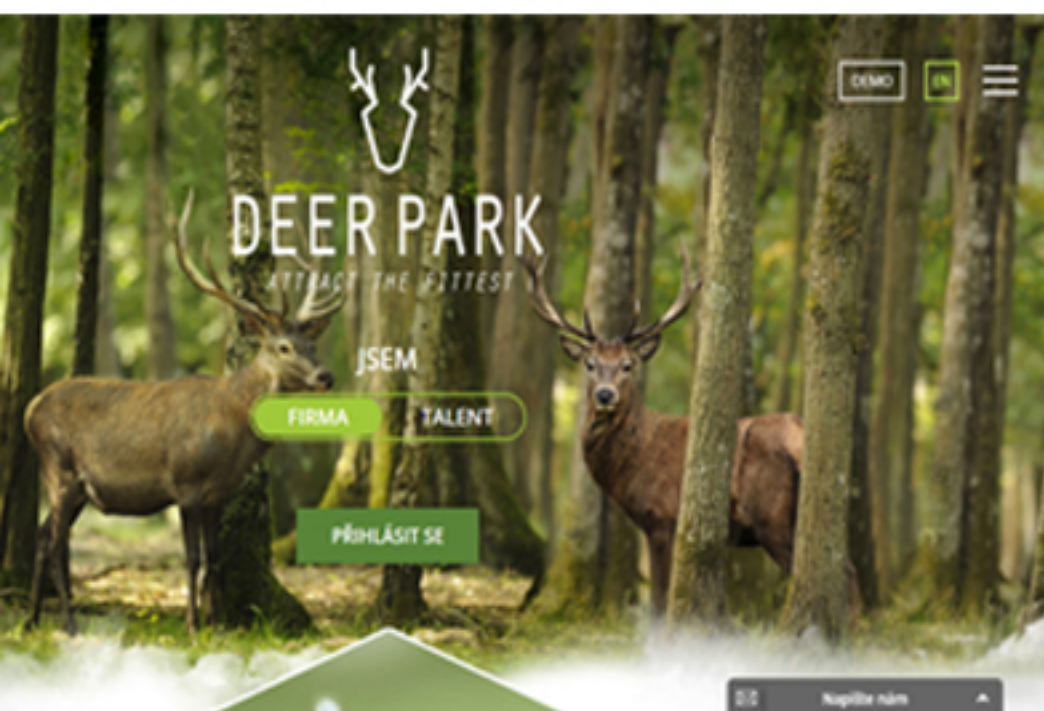 DEMO EN
DEER PARK
ATTRACT THE FITTEST
JSEM
FIRMA TALENT
PŘIHLÁSIT SE
Napište nám